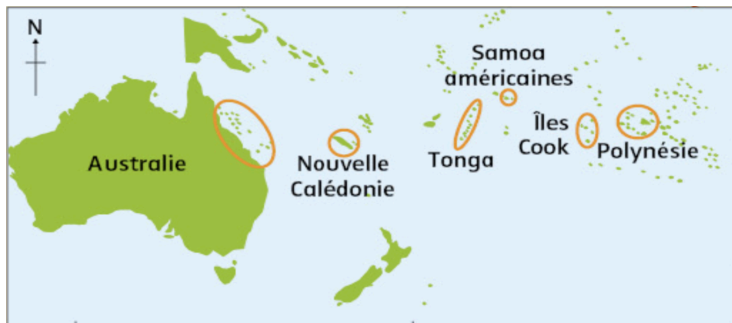 N
Samoa
américaines
Îles
Cook
Polynésie
Tonga
Australie
Nouvelle
Calédonie